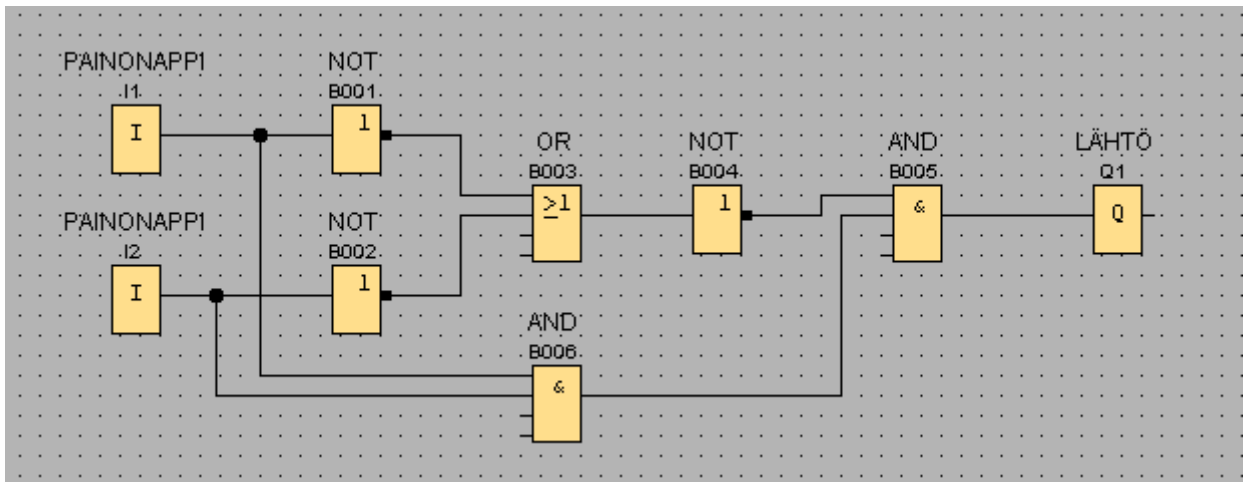 PAINONAPP1
I1
I
NOT
B001
1
PAINONAPP1
I2
I
NOT
B002
1
OR
B003
≥1
NOT
B004
1
AND
B005
&
LÄHTÖ
Q1
Q
AND
B006
&